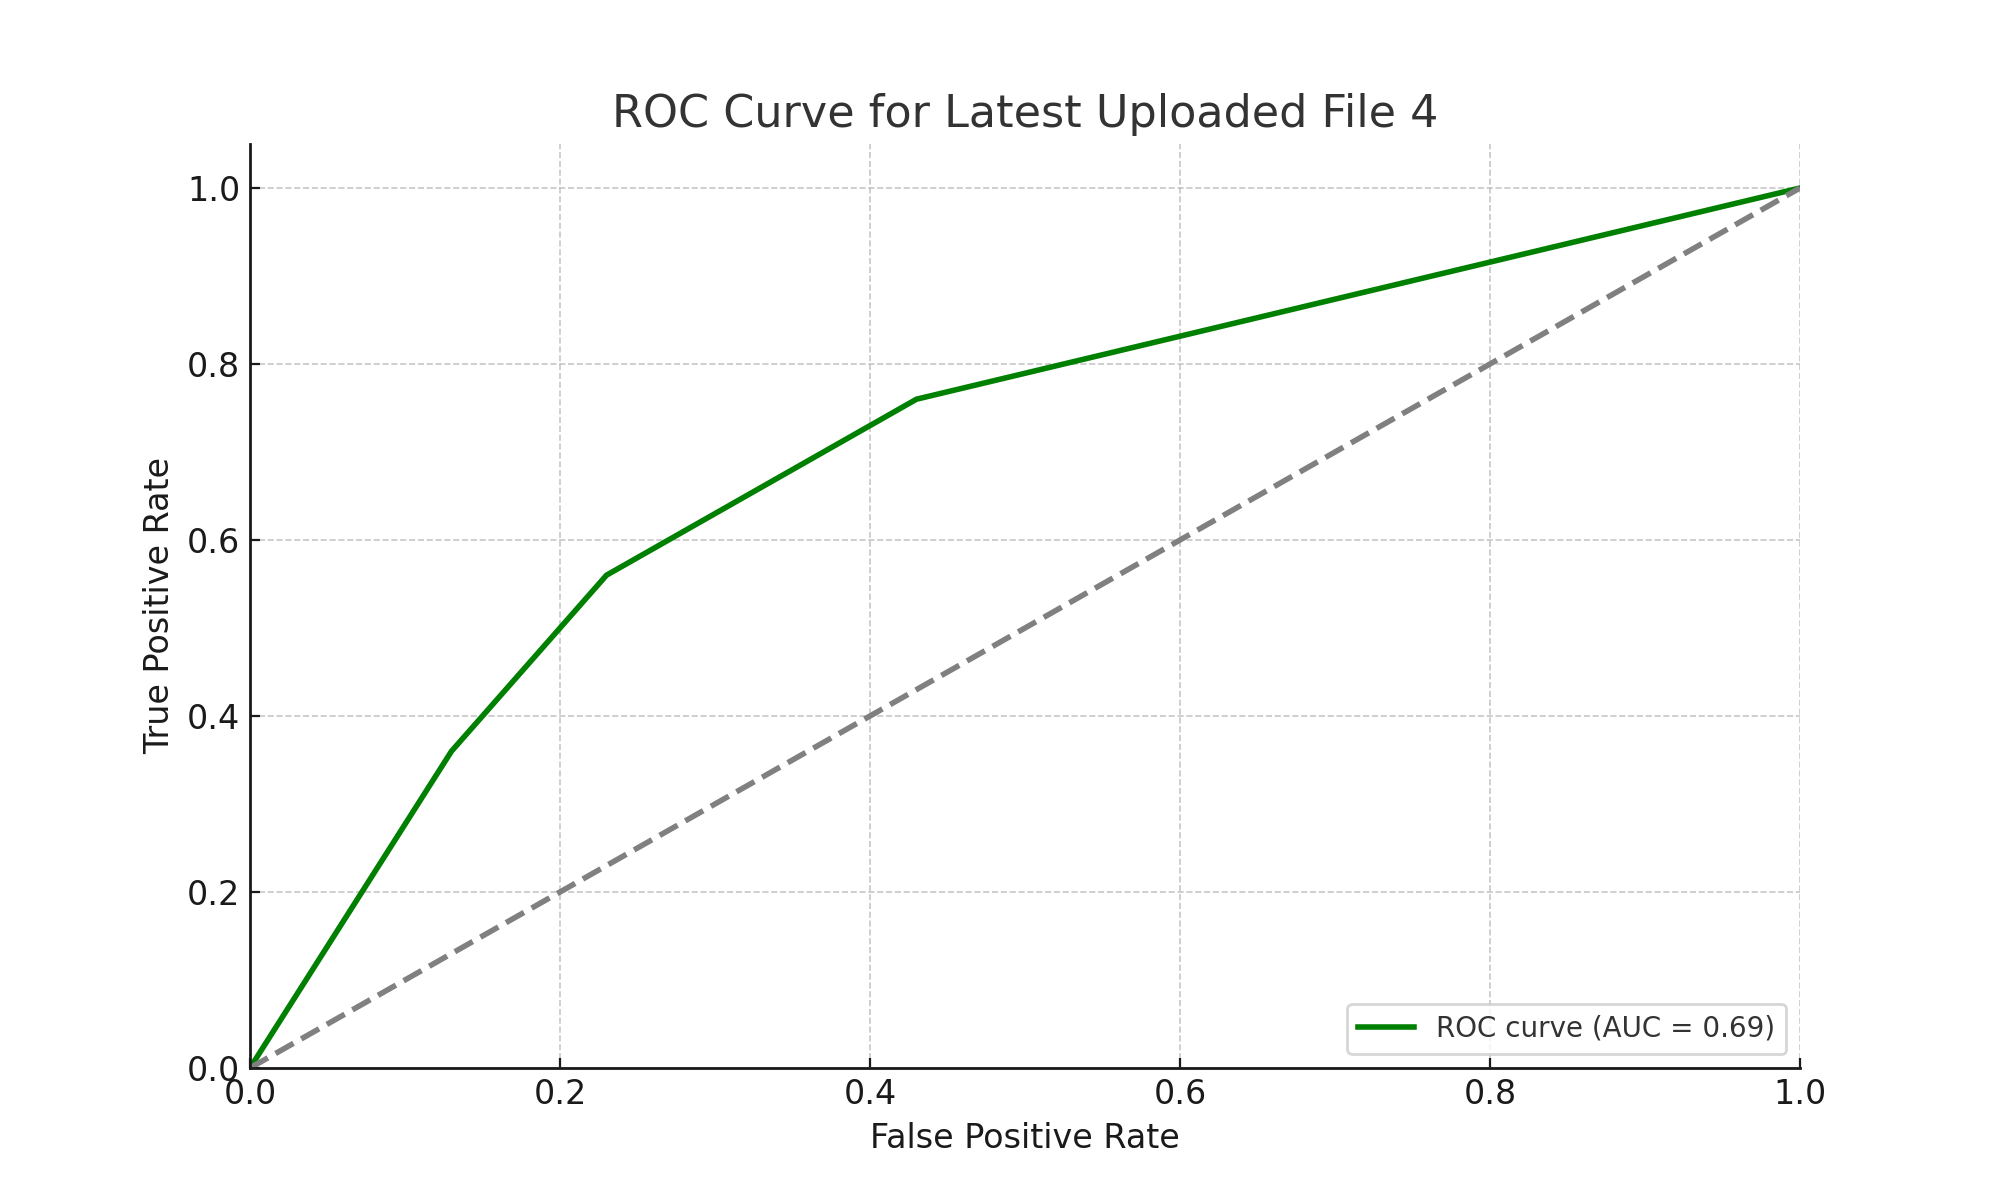 ROC Curve for Latest Uploaded File 4
1.0
0.8
0.6
0.4
0.2
0.0
True Positive Rate
ROC curve (AUC = 0.69)
0.0 0.2 0.4 0.6 0.8 1.0
False Positive Rate